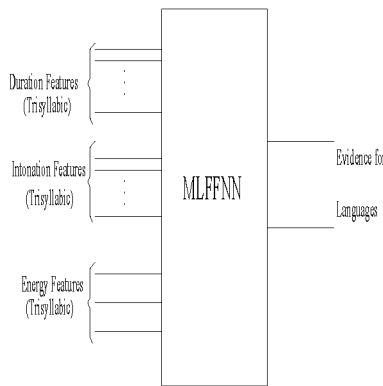 Duration Features
(Trisyllabic)
Intonation Features
(Trisyllabic)
Energy Features
(Trisyllabic)
MLFFNN
Evidence for
Languages